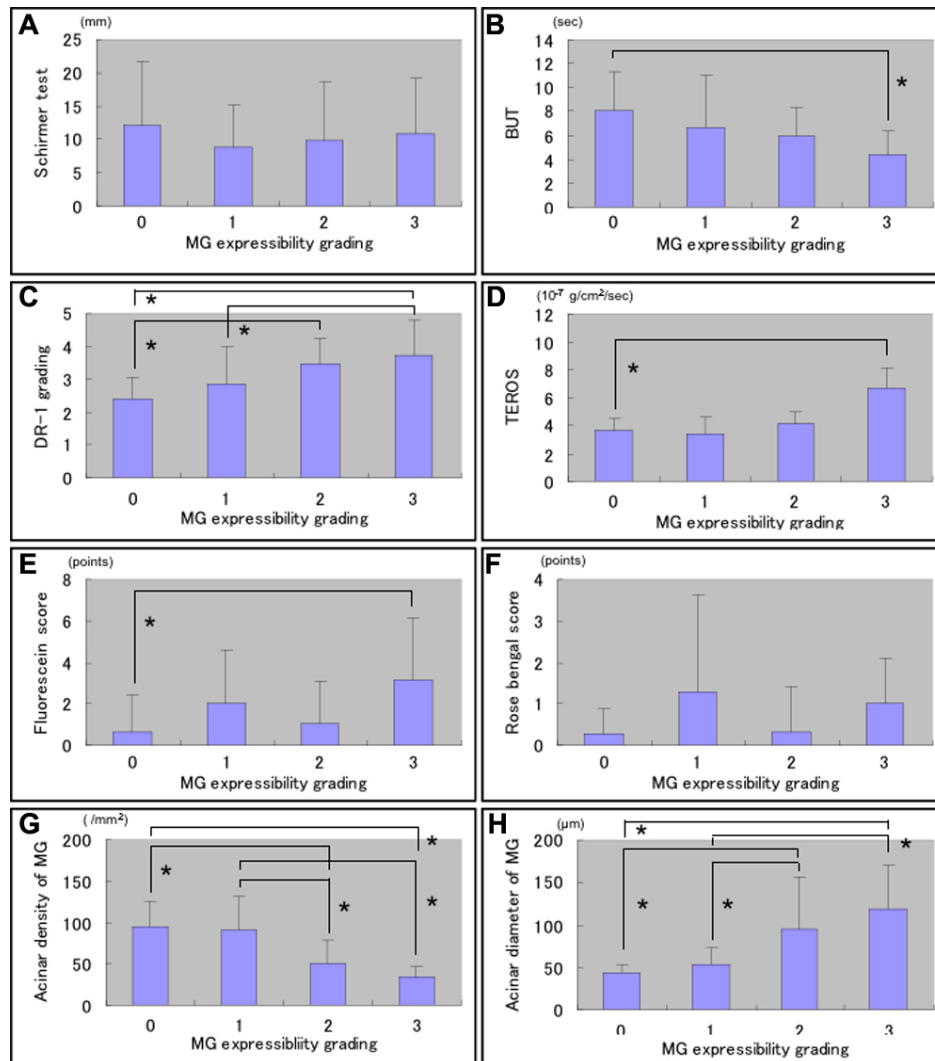 A
(mm)
Schirmer test
25
20
15
10
5
0
0 1 2 3
MG expressibility grading
B
(sec)
BUT
14
12
10
8
6
4
2
0
*
0 1 2 3
MG expressibility grading
C
DR-1 grading
5
4
3
2
1
0
*
*
*
0 1 2 3
MG expressibility grading
D
(10⁻⁷ g/cm²/sec)
TEROS
12
10
8
6
4
2
0
*
0 1 2 3
MG expressibility grading
E
(points)
Fluorescein score
8
6
4
2
0
*
0 1 2 3
MG expressibility grading
F
(points)
Rose bengal score
4
3
2
1
0
0 1 2 3
MG expressibility grading
G
( /mm²)
Acinar density of MG
200
150
100
50
0
*
*
*
*
0 1 2 3
MG expressibliity grading
H
(µm)
Acinar diameter of MG
200
150
100
50
0
*
*
*
*
0 1 2 3
MG expressibility grading